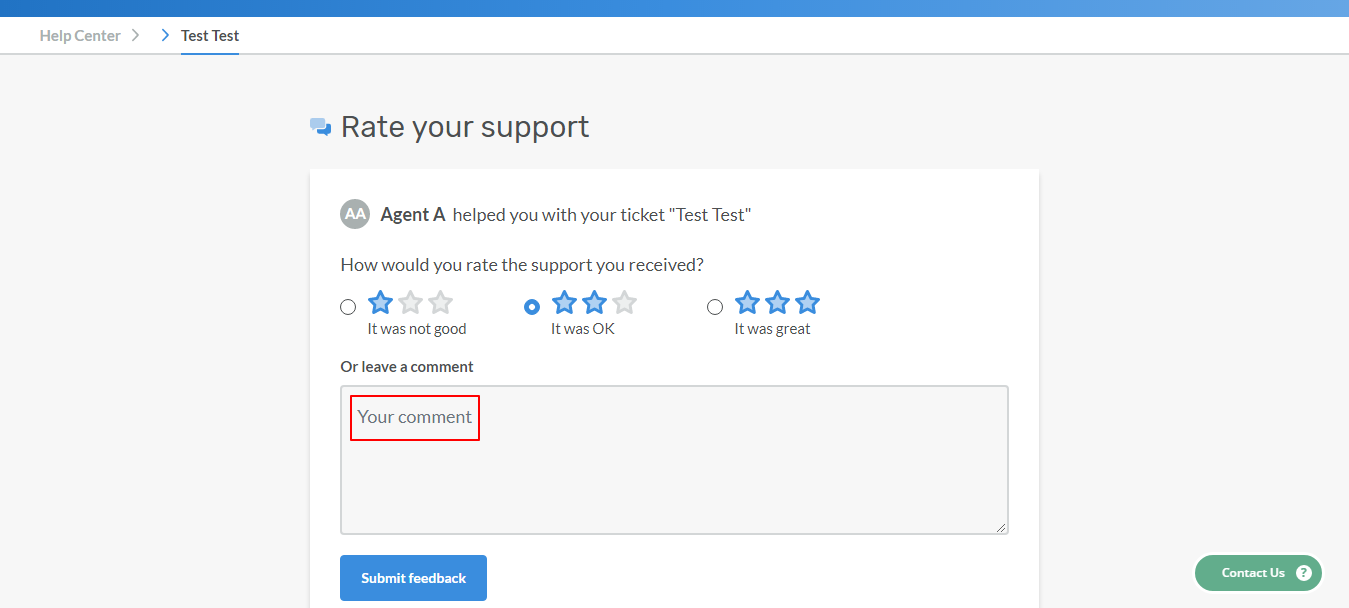 Help Center Test Test
Rate your support
AA Agent A helped you with your ticket "Test Test"
How would you rate the support you received?
It was not good It was OK It was great
Or leave a comment
Your comment
Submit feedback
Contact Us ?